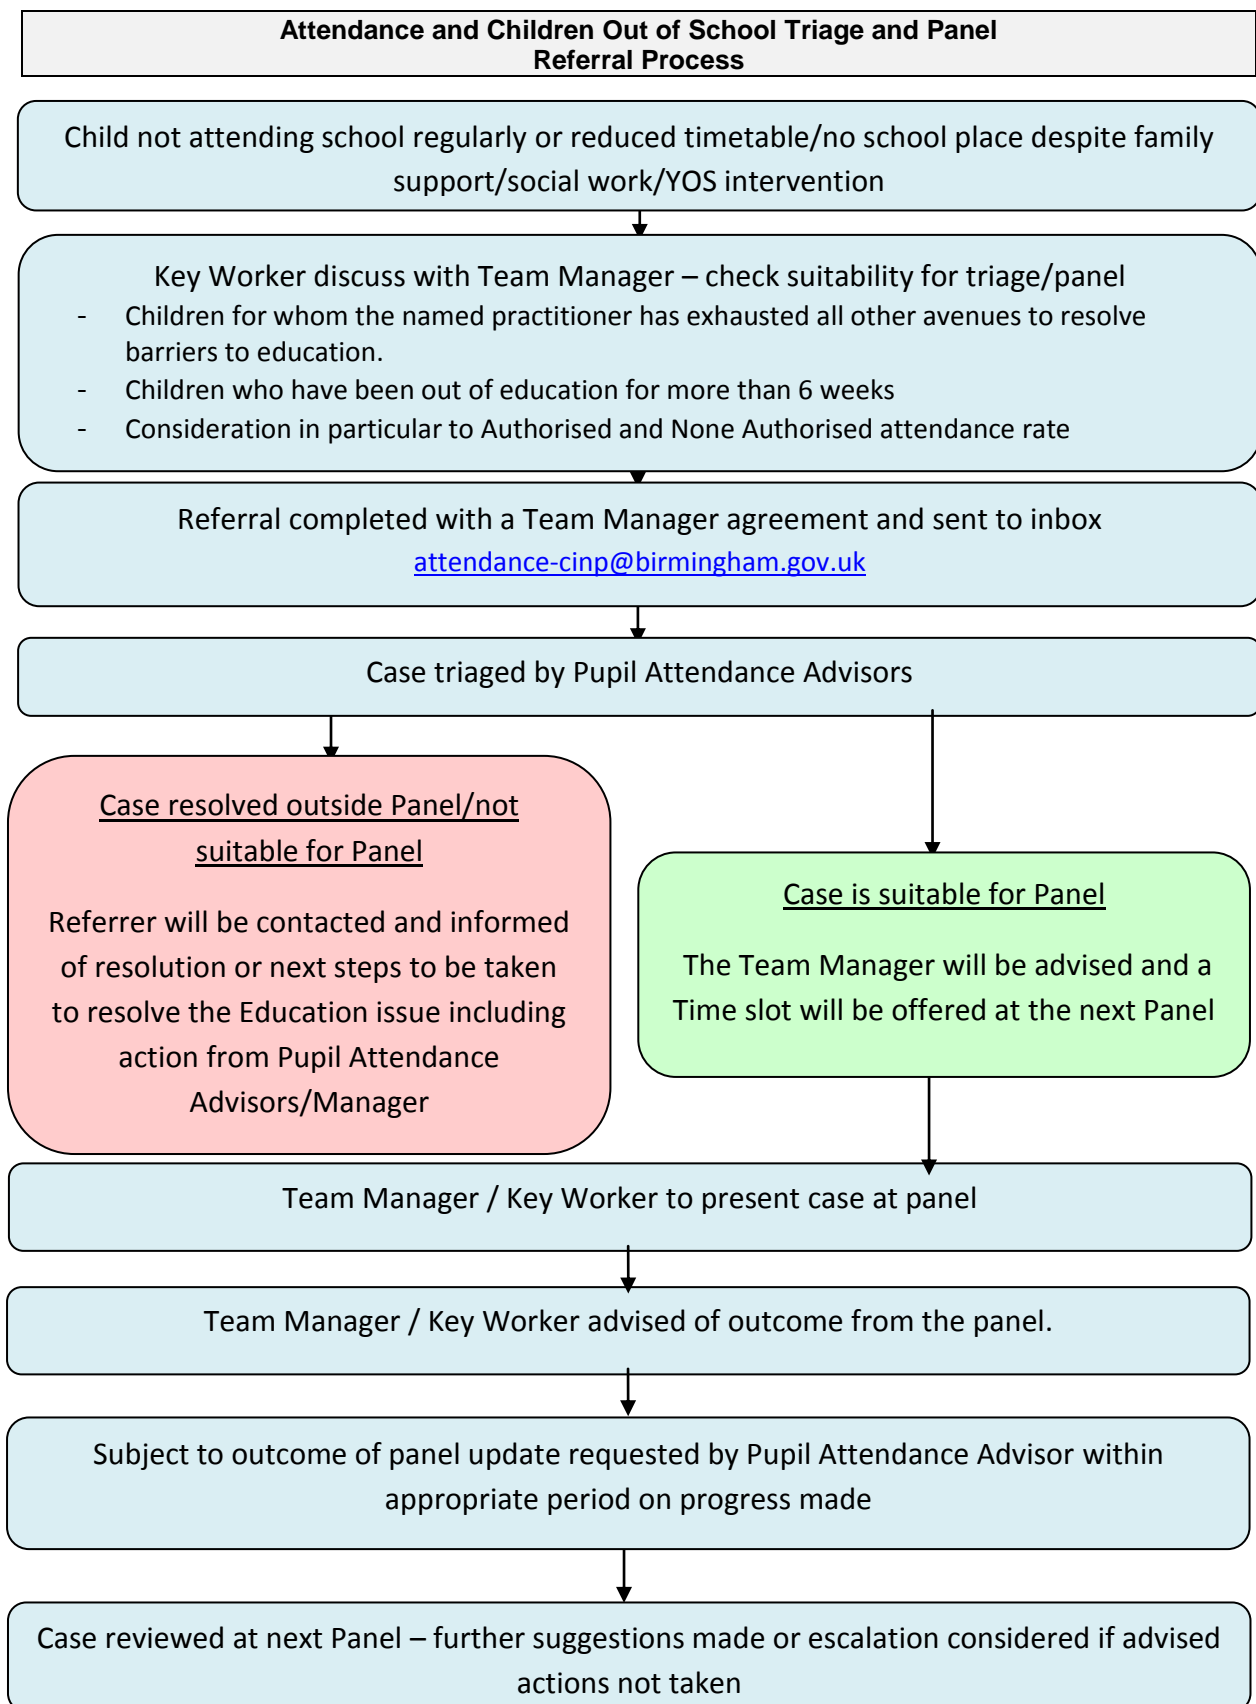 Attendance and Children Out of School Triage and Panel
Referral Process
Child not attending school regularly or reduced timetable/no school place despite family
support/social work/YOS intervention
Key Worker discuss with Team Manager – check suitability for triage/panel
- Children for whom the named practitioner has exhausted all other avenues to resolve
barriers to education.
- Children who have been out of education for more than 6 weeks
- Consideration in particular to Authorised and None Authorised attendance rate
Referral completed with a Team Manager agreement and sent to inbox
attendance-cinp@birmingham.gov.uk
Case triaged by Pupil Attendance Advisors
Case resolved outside Panel/not
suitable for Panel
Referrer will be contacted and informed
of resolution or next steps to be taken
to resolve the Education issue including
action from Pupil Attendance
Advisors/Manager
Case is suitable for Panel
The Team Manager will be advised and a
Time slot will be offered at the next Panel
Team Manager / Key Worker to present case at panel
Team Manager / Key Worker advised of outcome from the panel.
Subject to outcome of panel update requested by Pupil Attendance Advisor within
appropriate period on progress made
Case reviewed at next Panel – further suggestions made or escalation considered if advised
actions not taken